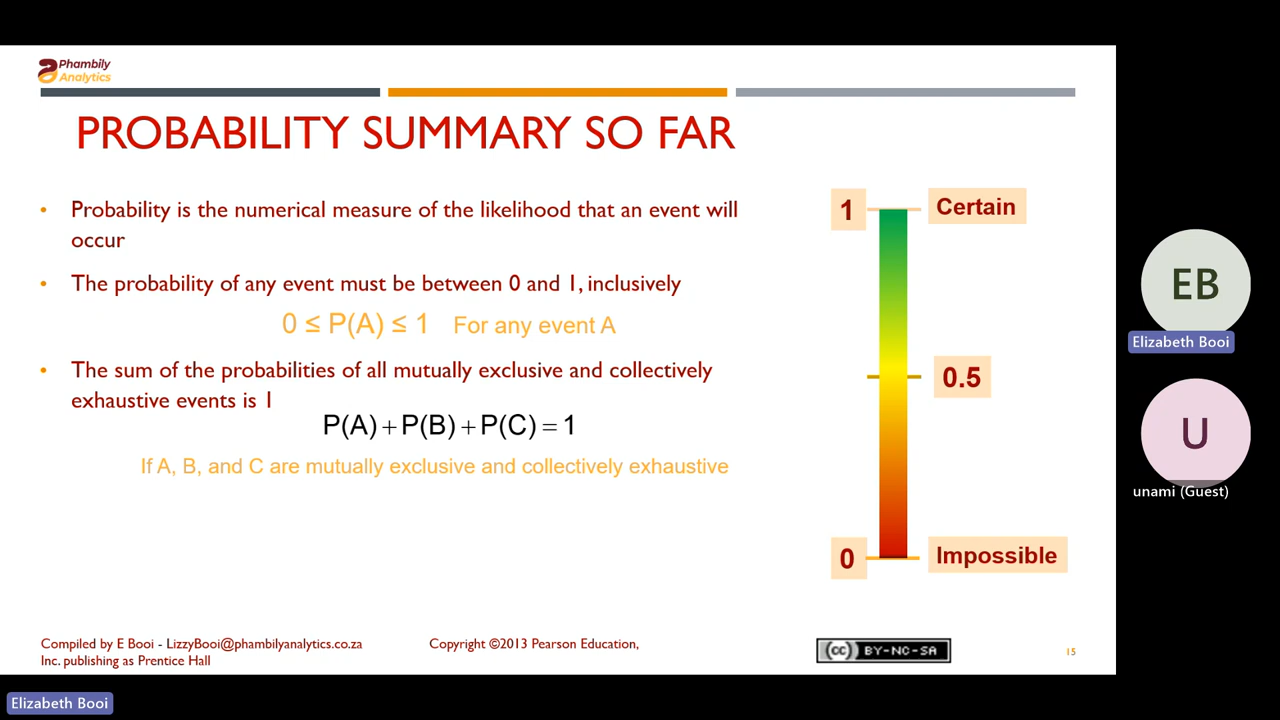 Phambily
Analytics
PROBABILITY SUMMARY SO FAR
• Probability is the numerical measure of the likelihood that an event will
occur
• The probability of any event must be between 0 and 1, inclusively
0 ≤ P(A) ≤ 1 For any event A
• The sum of the probabilities of all mutually exclusive and collectively
exhaustive events is 1
P(A) + P(B) + P(C) = 1
If A, B, and C are mutually exclusive and collectively exhaustive
1 Certain
0.5
0 Impossible
Compiled by E Booi - LizzyBooi@phambilyanalytics.co.za Copyright ©2013 Pearson Education,
Inc. publishing as Prentice Hall
cc BY-NC-SA
15
EB
Elizabeth Booi
U
unami (Guest)
Elizabeth Booi